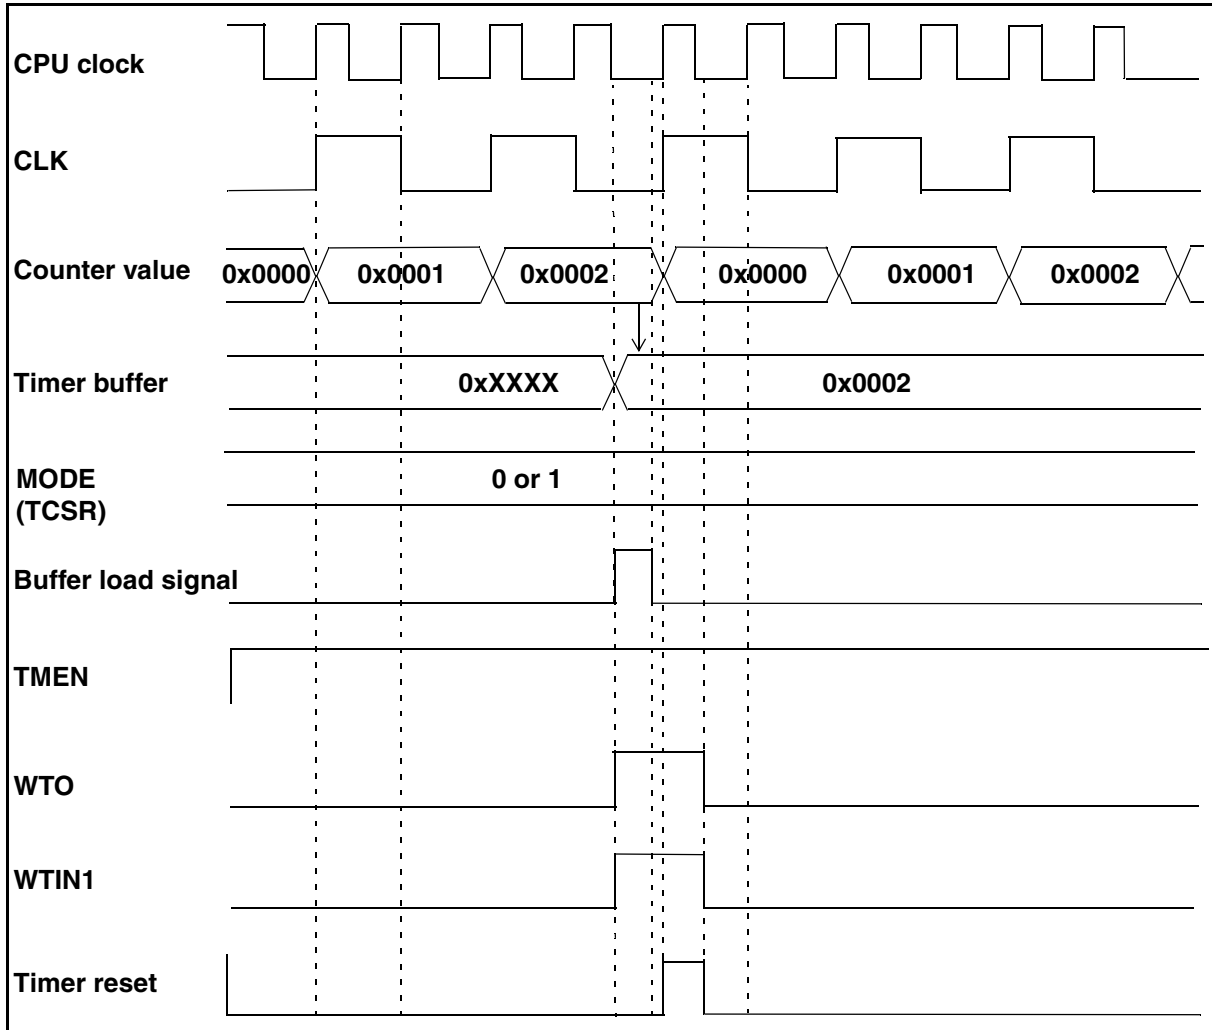 CPU clock
CLK
Counter value 0x0000 0x0001 0x0002 0x0000 0x0001 0x0002
Timer buffer 0xXXXX 0x0002
MODE 0 or 1
(TCSR)
Buffer load signal
TMEN
WTO
WTIN1
Timer reset